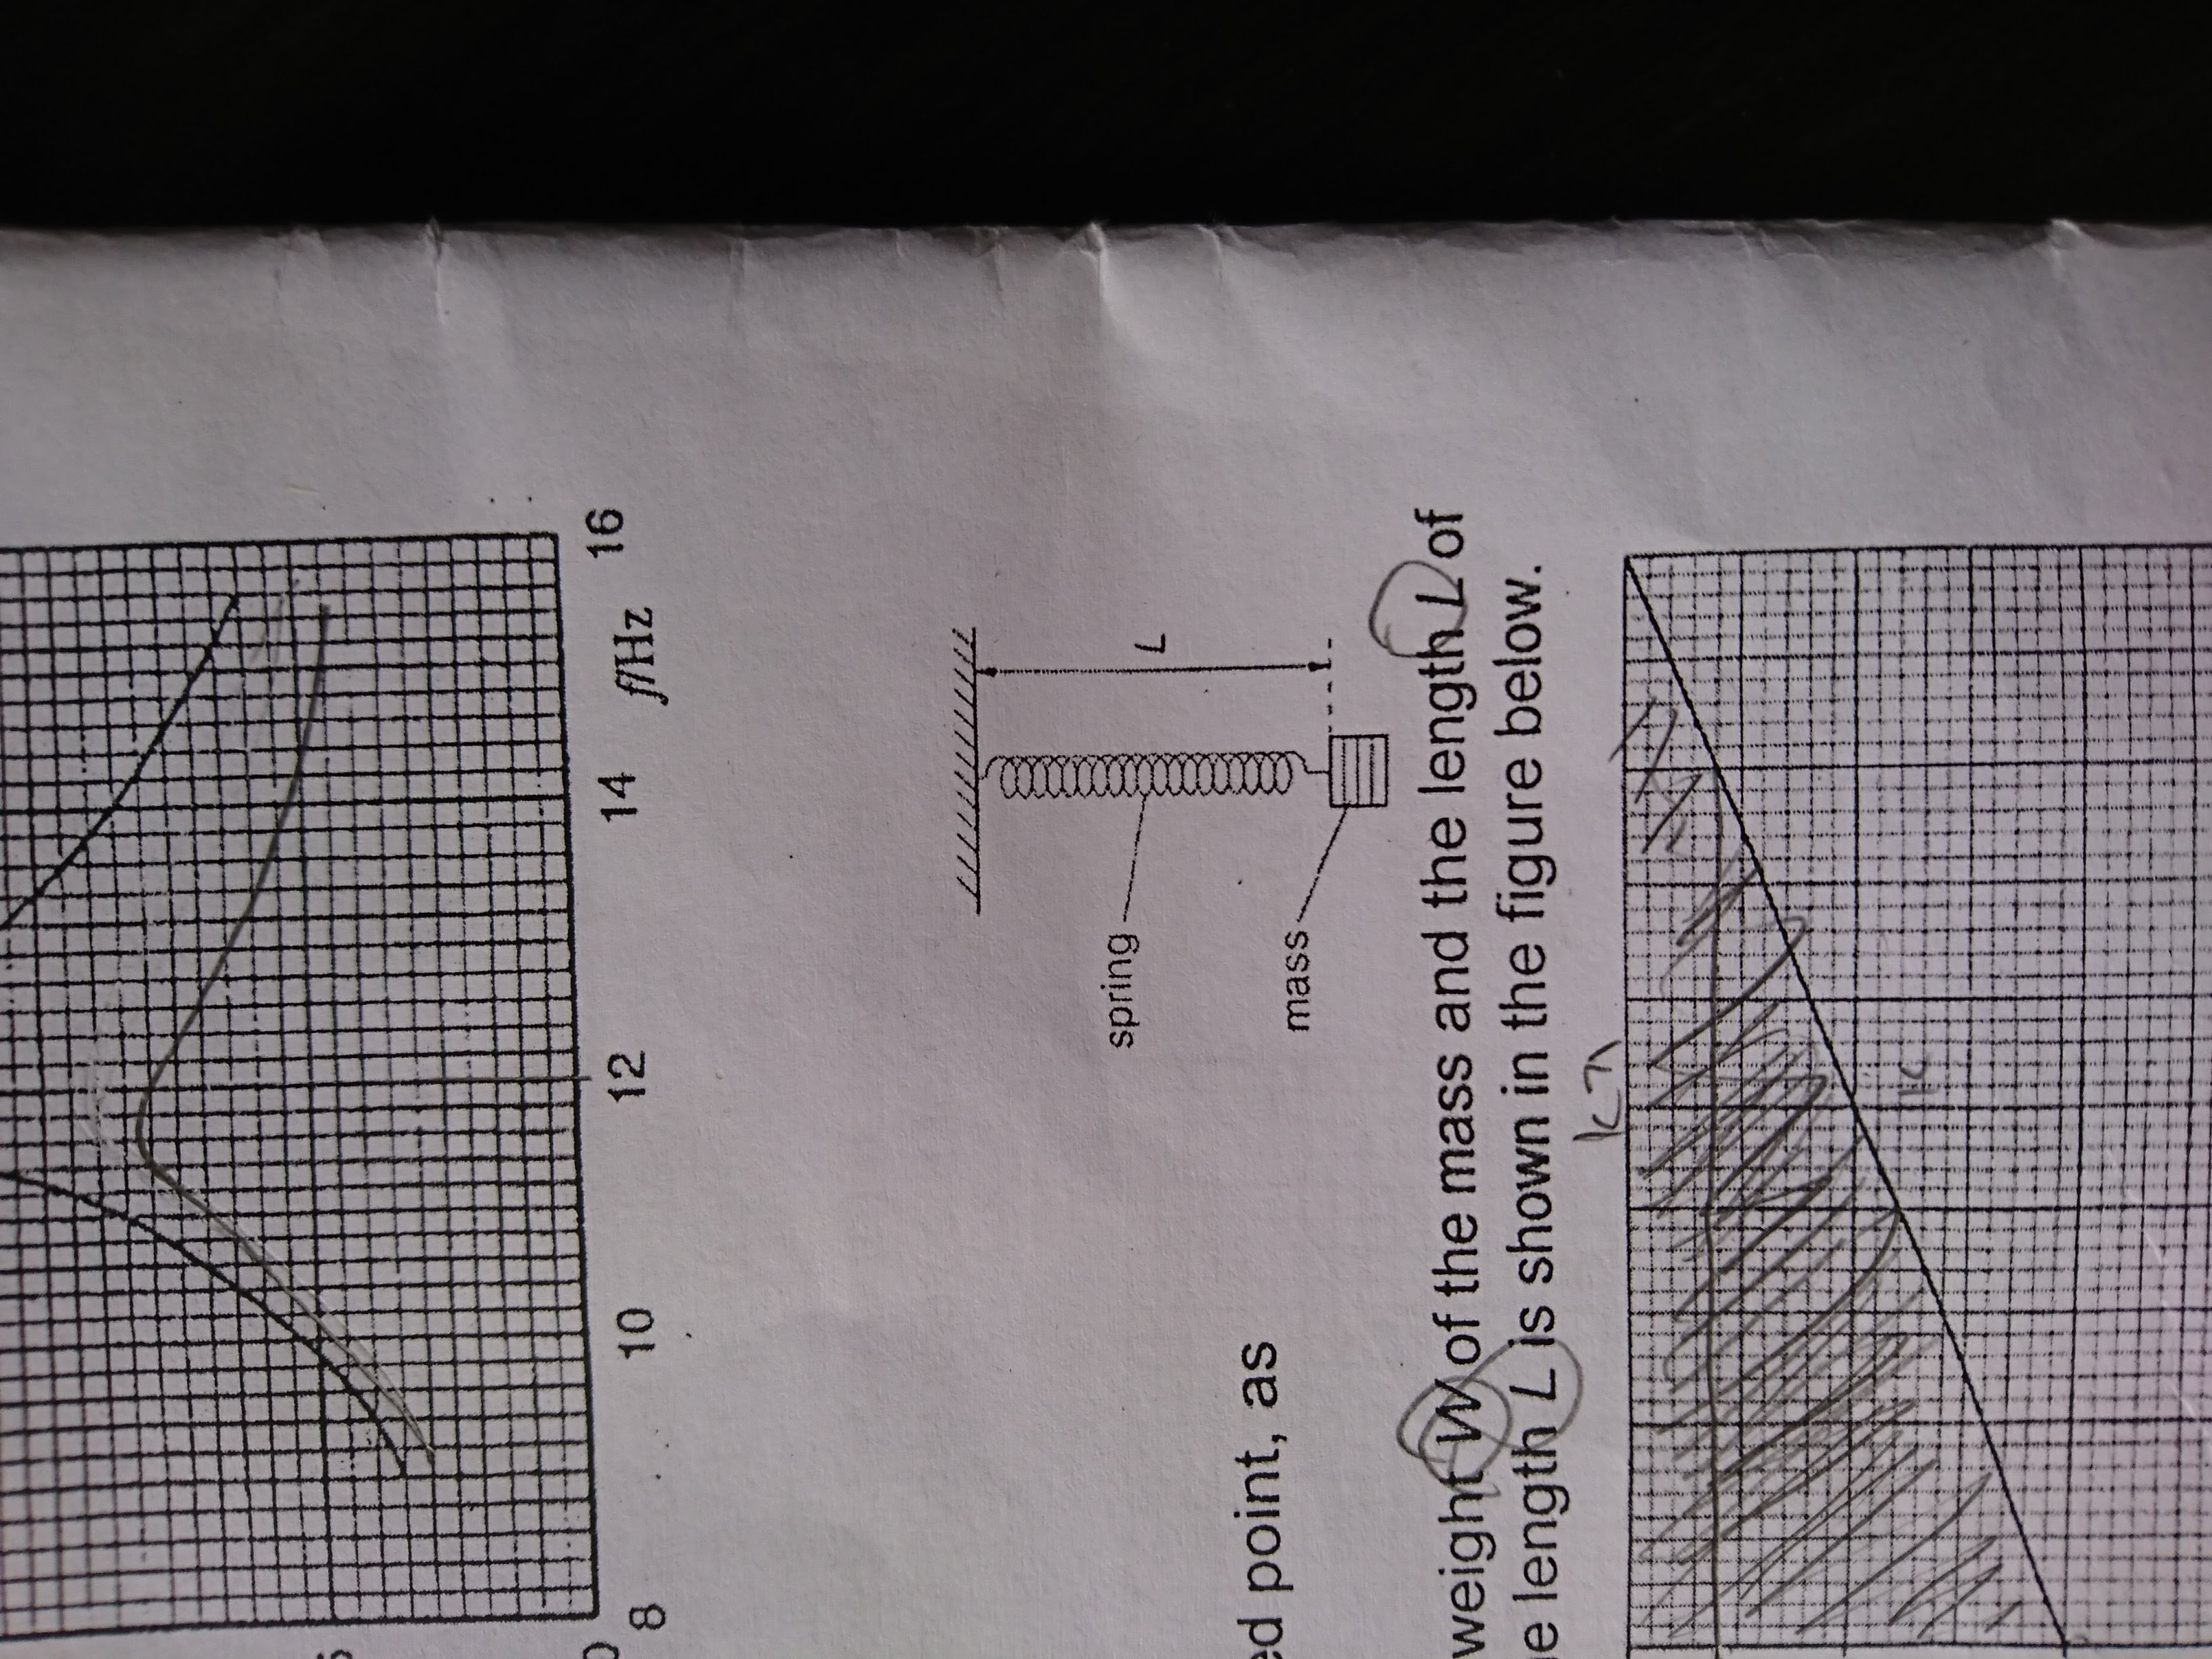 8 10 12 14 f/Hz 16
ed point, as
spring
mass
L
weight W of the mass and the length L of
e length L is shown in the figure below.